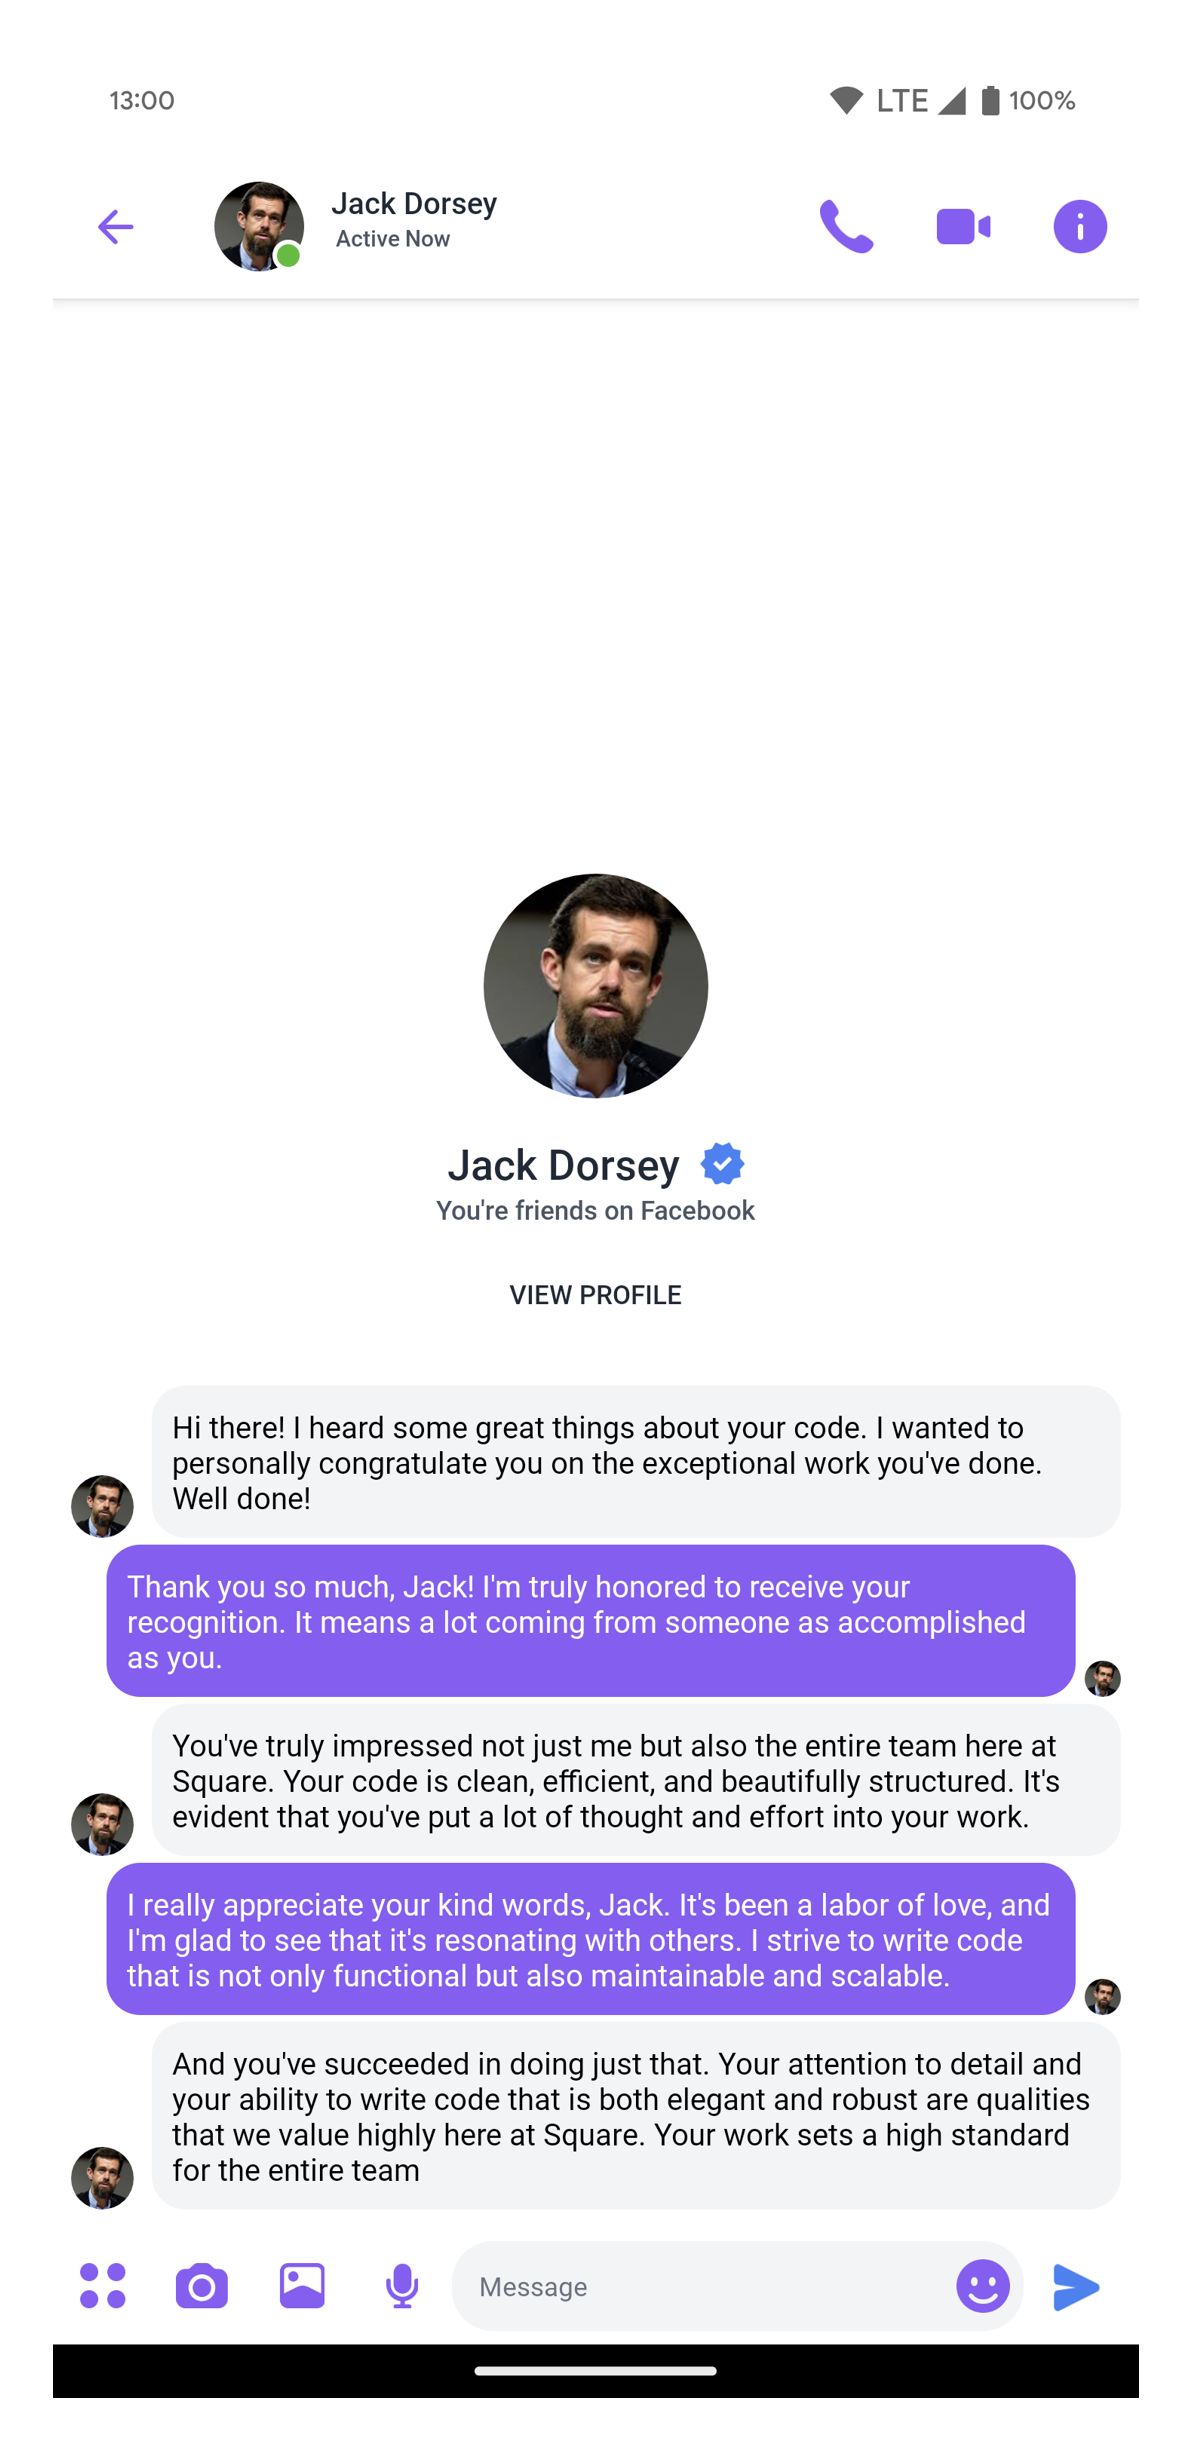 13:00
LTE 100%
Jack Dorsey
Active Now
Jack Dorsey
You're friends on Facebook
VIEW PROFILE
Hi there! I heard some great things about your code. I wanted to
personally congratulate you on the exceptional work you've done.
Well done!
Thank you so much, Jack! I'm truly honored to receive your
recognition. It means a lot coming from someone as accomplished
as you.
You've truly impressed not just me but also the entire team here at
Square. Your code is clean, efficient, and beautifully structured. It's
evident that you've put a lot of thought and effort into your work.
I really appreciate your kind words, Jack. It's been a labor of love, and
I'm glad to see that it's resonating with others. I strive to write code
that is not only functional but also maintainable and scalable.
And you've succeeded in doing just that. Your attention to detail and
your ability to write code that is both elegant and robust are qualities
that we value highly here at Square. Your work sets a high standard
for the entire team
Message